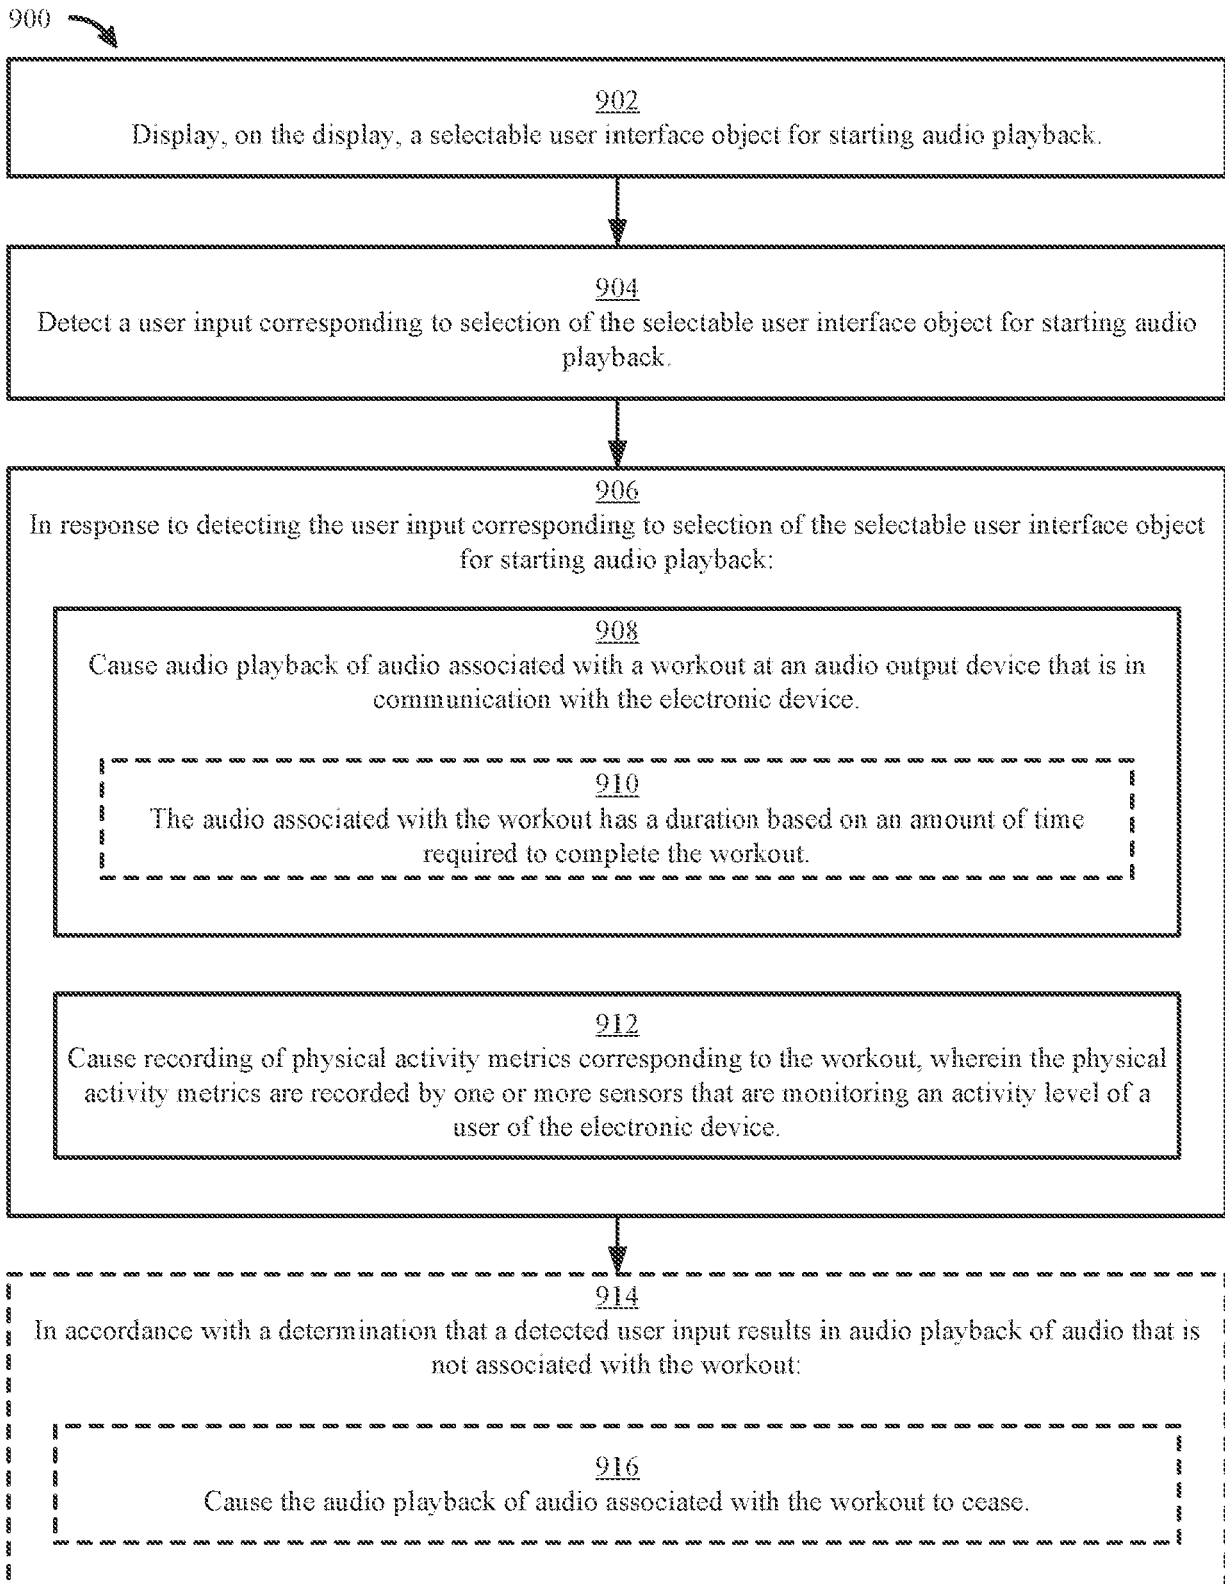 900
902
Display, on the display, a selectable user interface object for starting audio playback.
904
Detect a user input corresponding to selection of the selectable user interface object for starting audio
playback.
906
In response to detecting the user input corresponding to selection of the selectable user interface object
for starting audio playback:
908
Cause audio playback of audio associated with a workout at an audio output device that is in
communication with the electronic device.
910
The audio associated with the workout has a duration based on an amount of time
required to complete the workout.
912
Cause recording of physical activity metrics corresponding to the workout, wherein the physical
activity metrics are recorded by one or more sensors that are monitoring an activity level of a
user of the electronic device.
914
In accordance with a determination that a detected user input results in audio playback of audio that is
not associated with the workout:
916
Cause the audio playback of audio associated with the workout to cease.